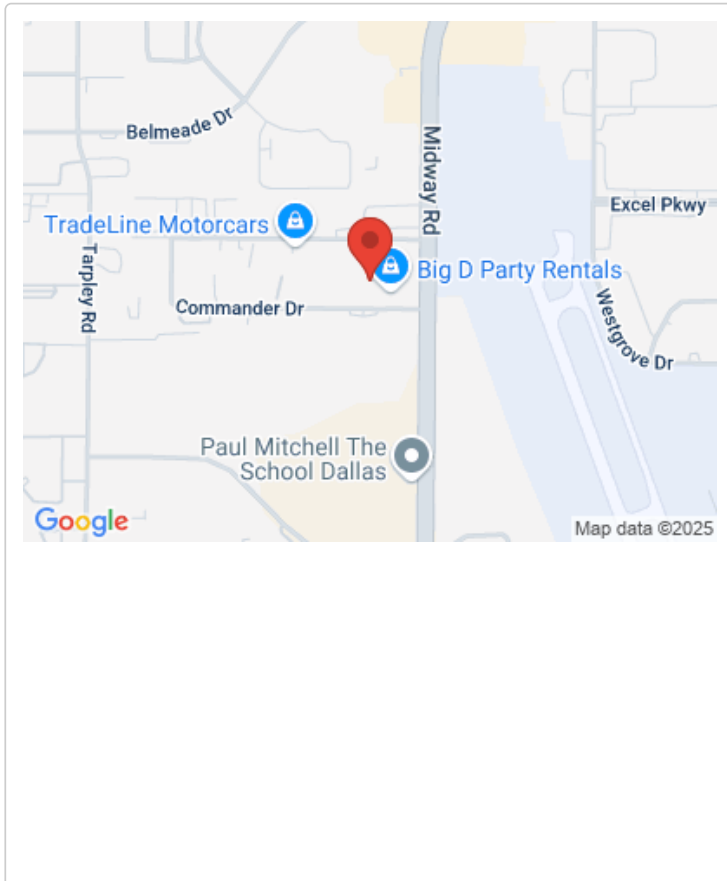 Belmeade Dr
Midway Rd
Excel Pkwy
TradeLine Motorcars
Tarpley Rd
Big D Party Rentals
Commander Dr
Westgrove Dr
Paul Mitchell The
School Dallas
Google
Map data ©2025